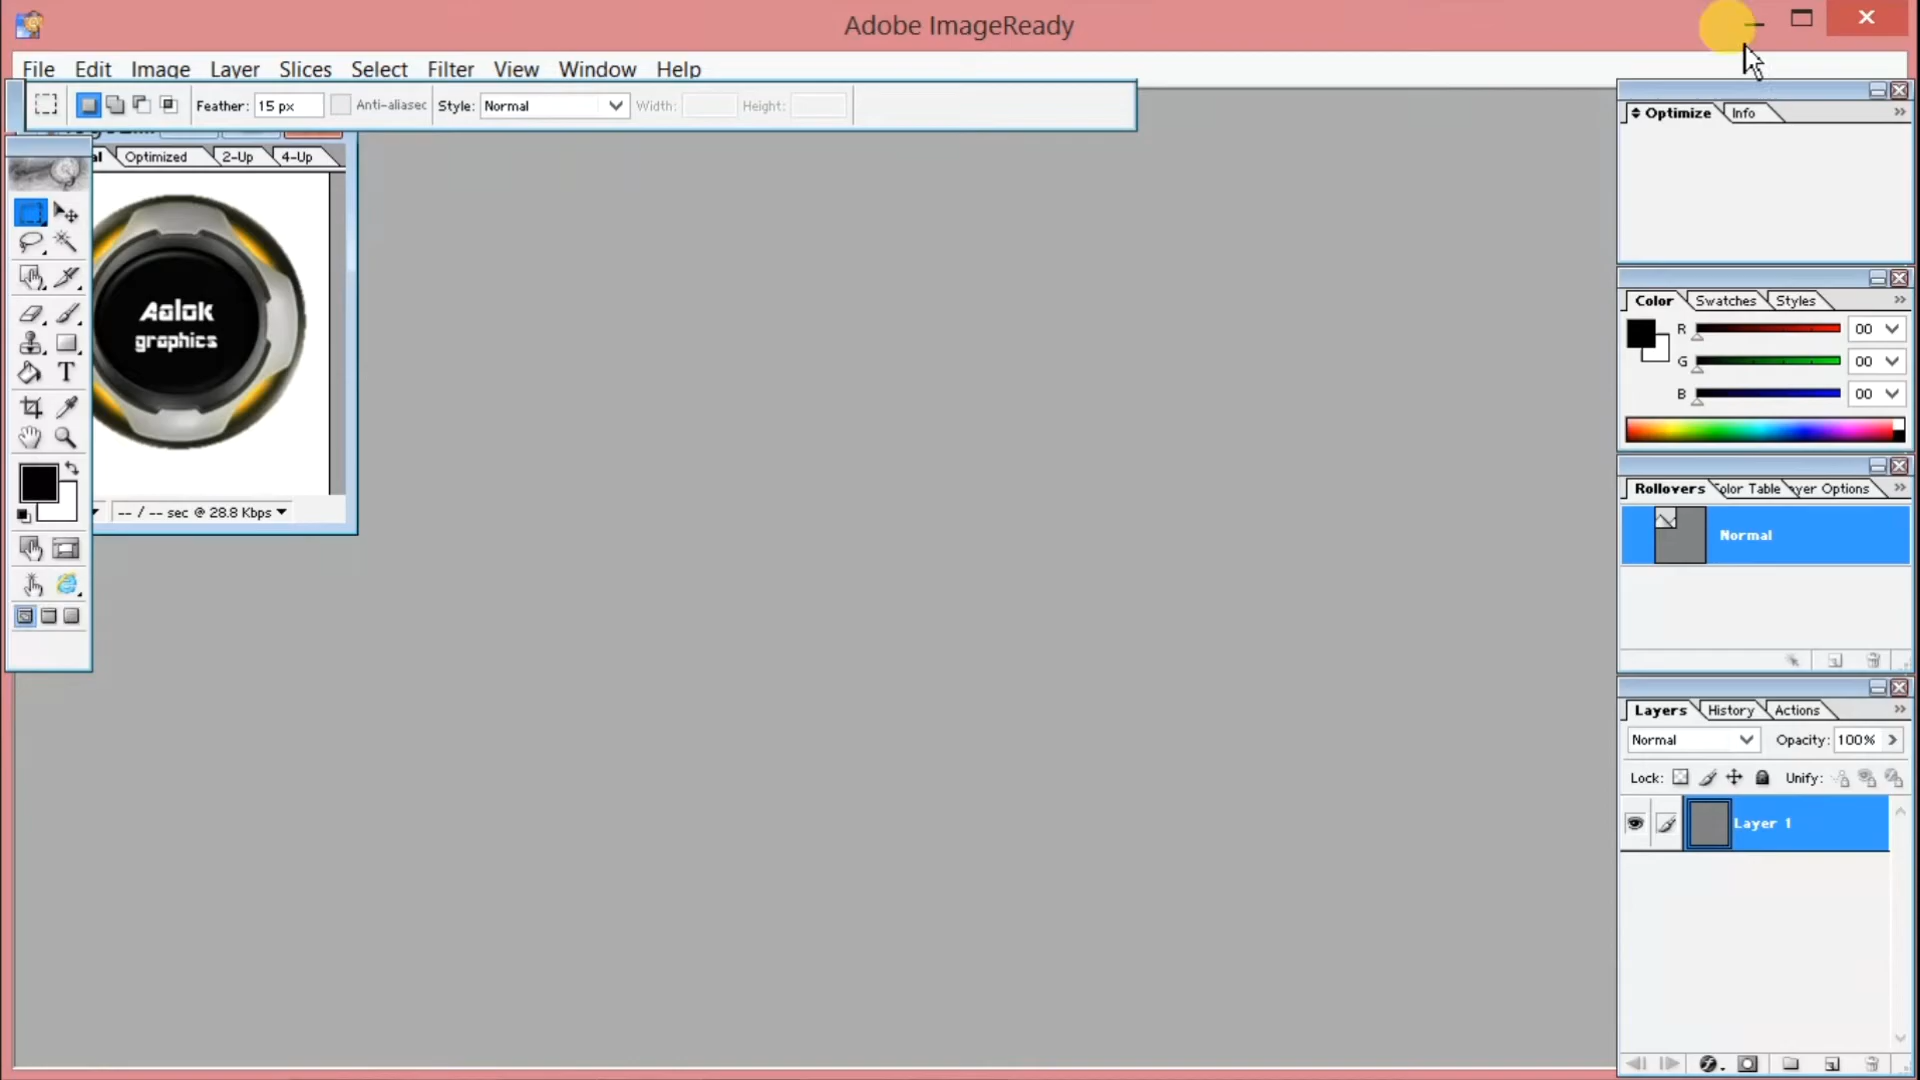 Adobe ImageReady
File Edit Image Layer Slices Select Filter View Window Help
Feather: 15 px Anti-aliasec Style: Normal Width: Height:
Optimized 2-Up 4-Up
Aalok
graphics
-- / -- sec @ 28.8 Kbps
T
Optimize Info
Color Swatches Styles
R 00
G 00
B 00
Rollovers Color Table ayer Options
Normal
Layers History Actions
Normal Opacity: 100%
Lock: Unify:
Layer 1